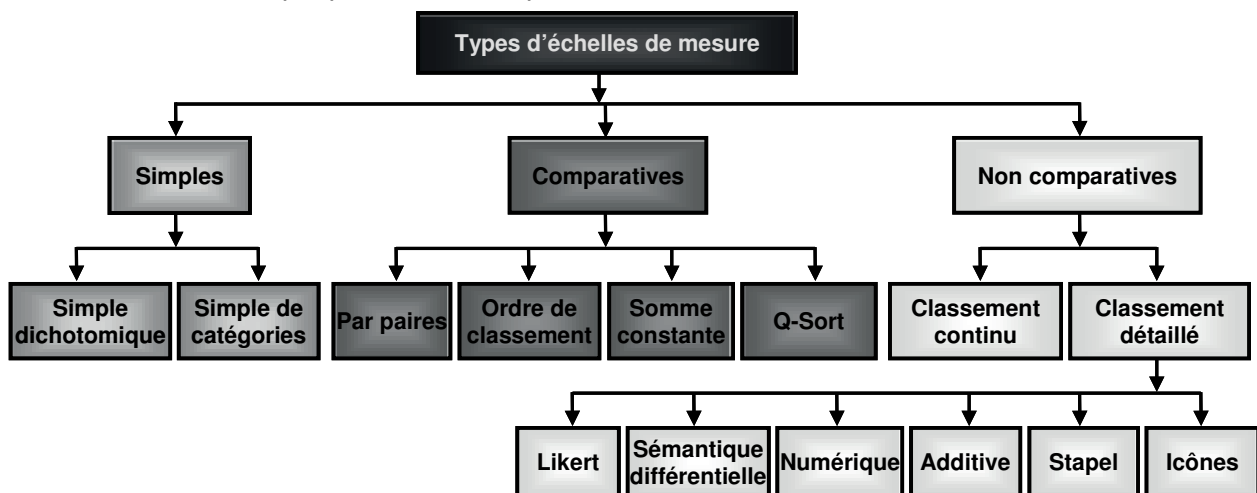 Types d'échelles de mesure
Simples
Comparatives
Non comparatives
Simple
dichotomique
Simple de
catégories
Par paires
Ordre de
classement
Somme
constante
Q-Sort
Classement
continu
Classement
détaillé
Likert
Sémantique
différentielle
Numérique
Additive
Stapel
Icônes